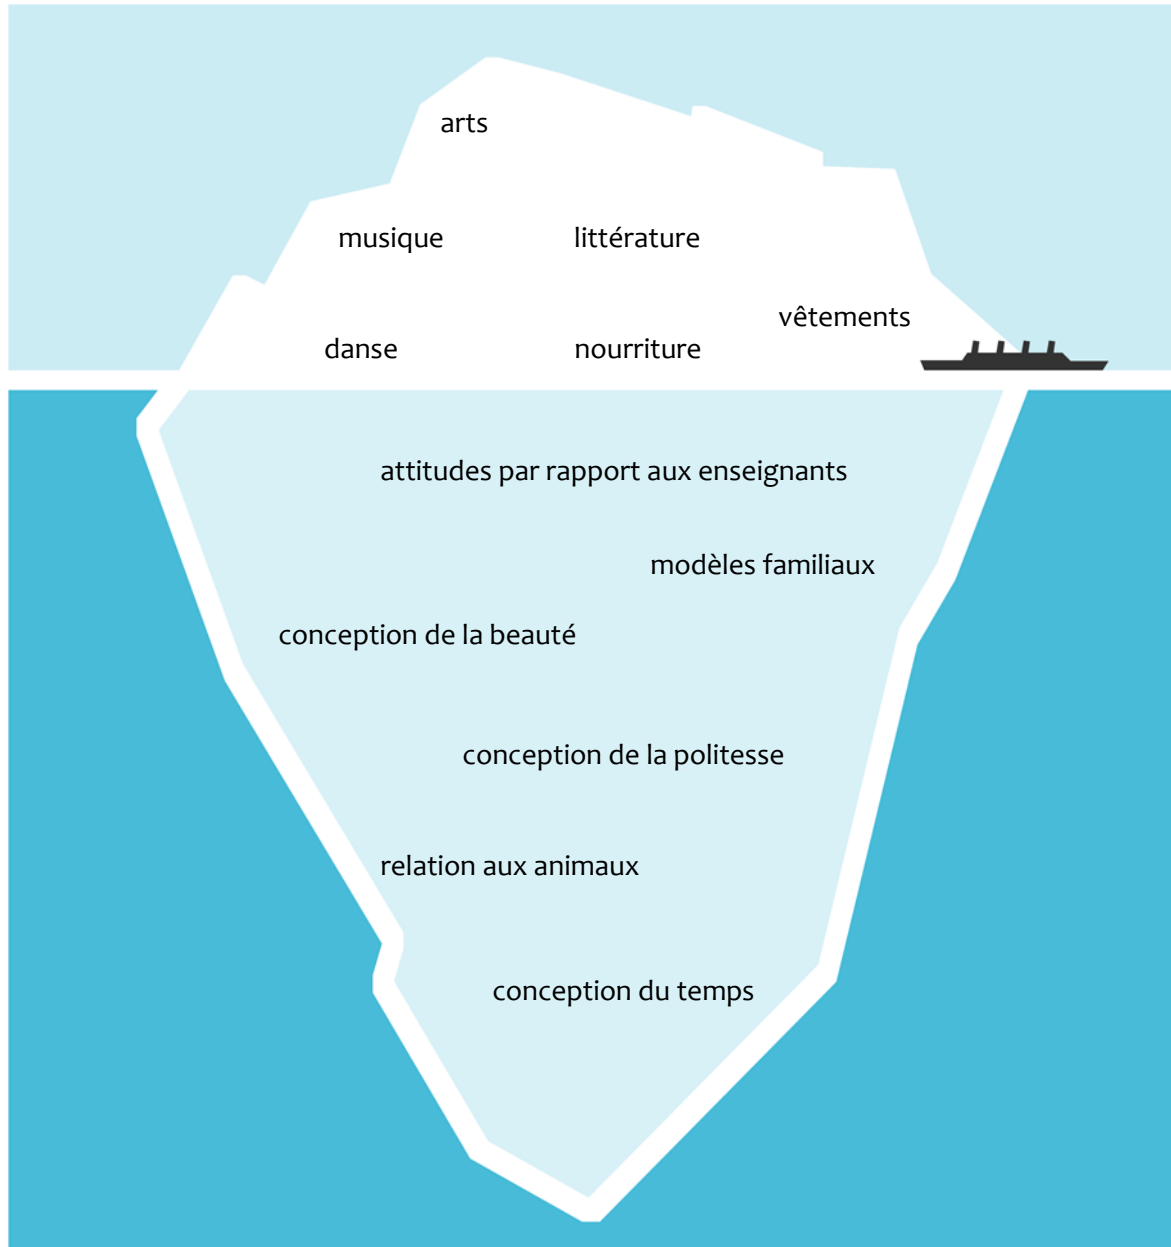 arts
musique
littérature
vêtements
danse
nourriture
attitudes par rapport aux enseignants
modèles familiaux
conception de la beauté
conception de la politesse
relation aux animaux
conception du temps